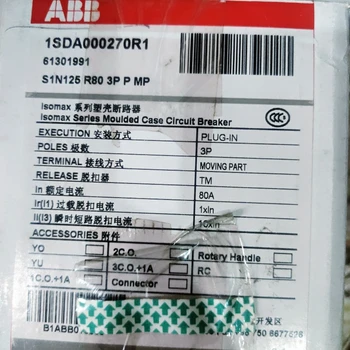 ABB
1SDA000270R1
61301991
S1N125 R80 3P P MP
isomax 系列塑壳断路器
Isomax Series Moulded Case Circuit Breaker
EXECUTION 安装方式 PLUG-IN
POLES 极数 3P
TERMINAL 接线方式 MOVING PART
RELEASE 脱扣器 TM
In 额定电流 80A
Ir(I1) 过载脱扣电流 1xIn
Ii(I3) 瞬时短路脱扣电流 10xIn
ACCESSORIES 附件
YO 2C.O. Rotary Handle
YU 3C.O.+1A RC
1C.O.+1A Connector
B1ABB0 开发区